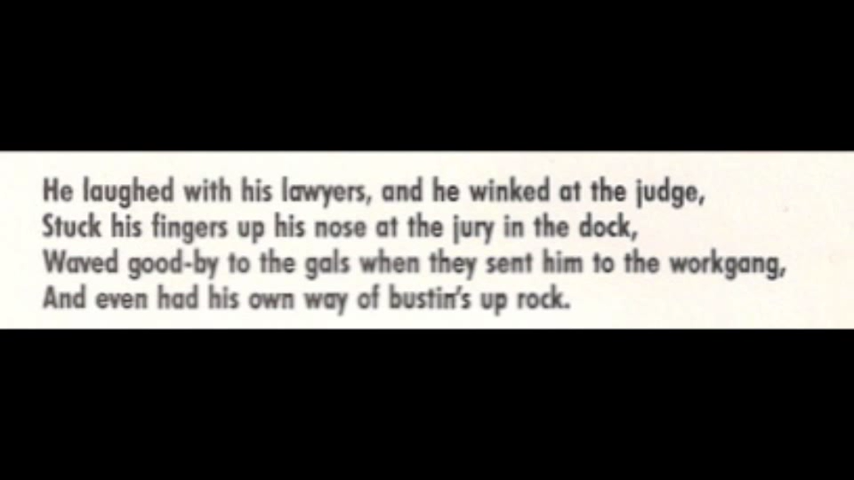 He laughed with his lawyers, and he winked at the judge,
Stuck his fingers up his nose at the jury in the dock,
Waved good-by to the gals when they sent him to the workgang,
And even had his own way of bustin's up rock.